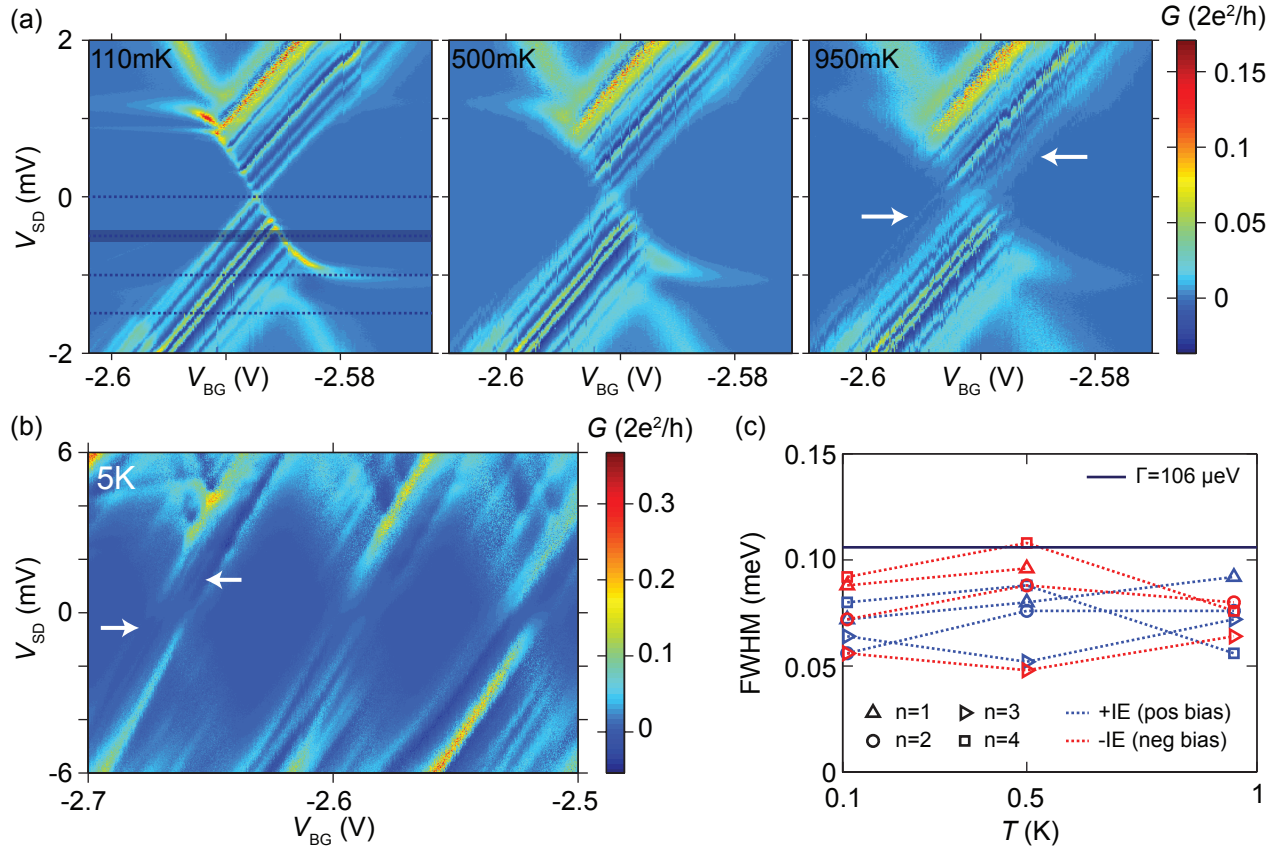 (a)
110mK
500mK
950mK
G (2e²/h)
2
1
0
-1
-2
V_SD (mV)
-2.6
V_BG (V)
-2.58
-2.6
V_BG (V)
-2.58
-2.6
V_BG (V)
-2.58
0.15
0.1
0.05
0
(b)
5K
G (2e²/h)
6
3
0
-3
-6
V_SD (mV)
-2.7
-2.6
-2.5
V_BG (V)
0.3
0.2
0.1
0
(c)
Γ=106 μeV
0.15
0.10
0.05
0
FWHM (meV)
n=1
n=2
n=3
n=4
+IE (pos bias)
-IE (neg bias)
0.1
0.5
1
T (K)